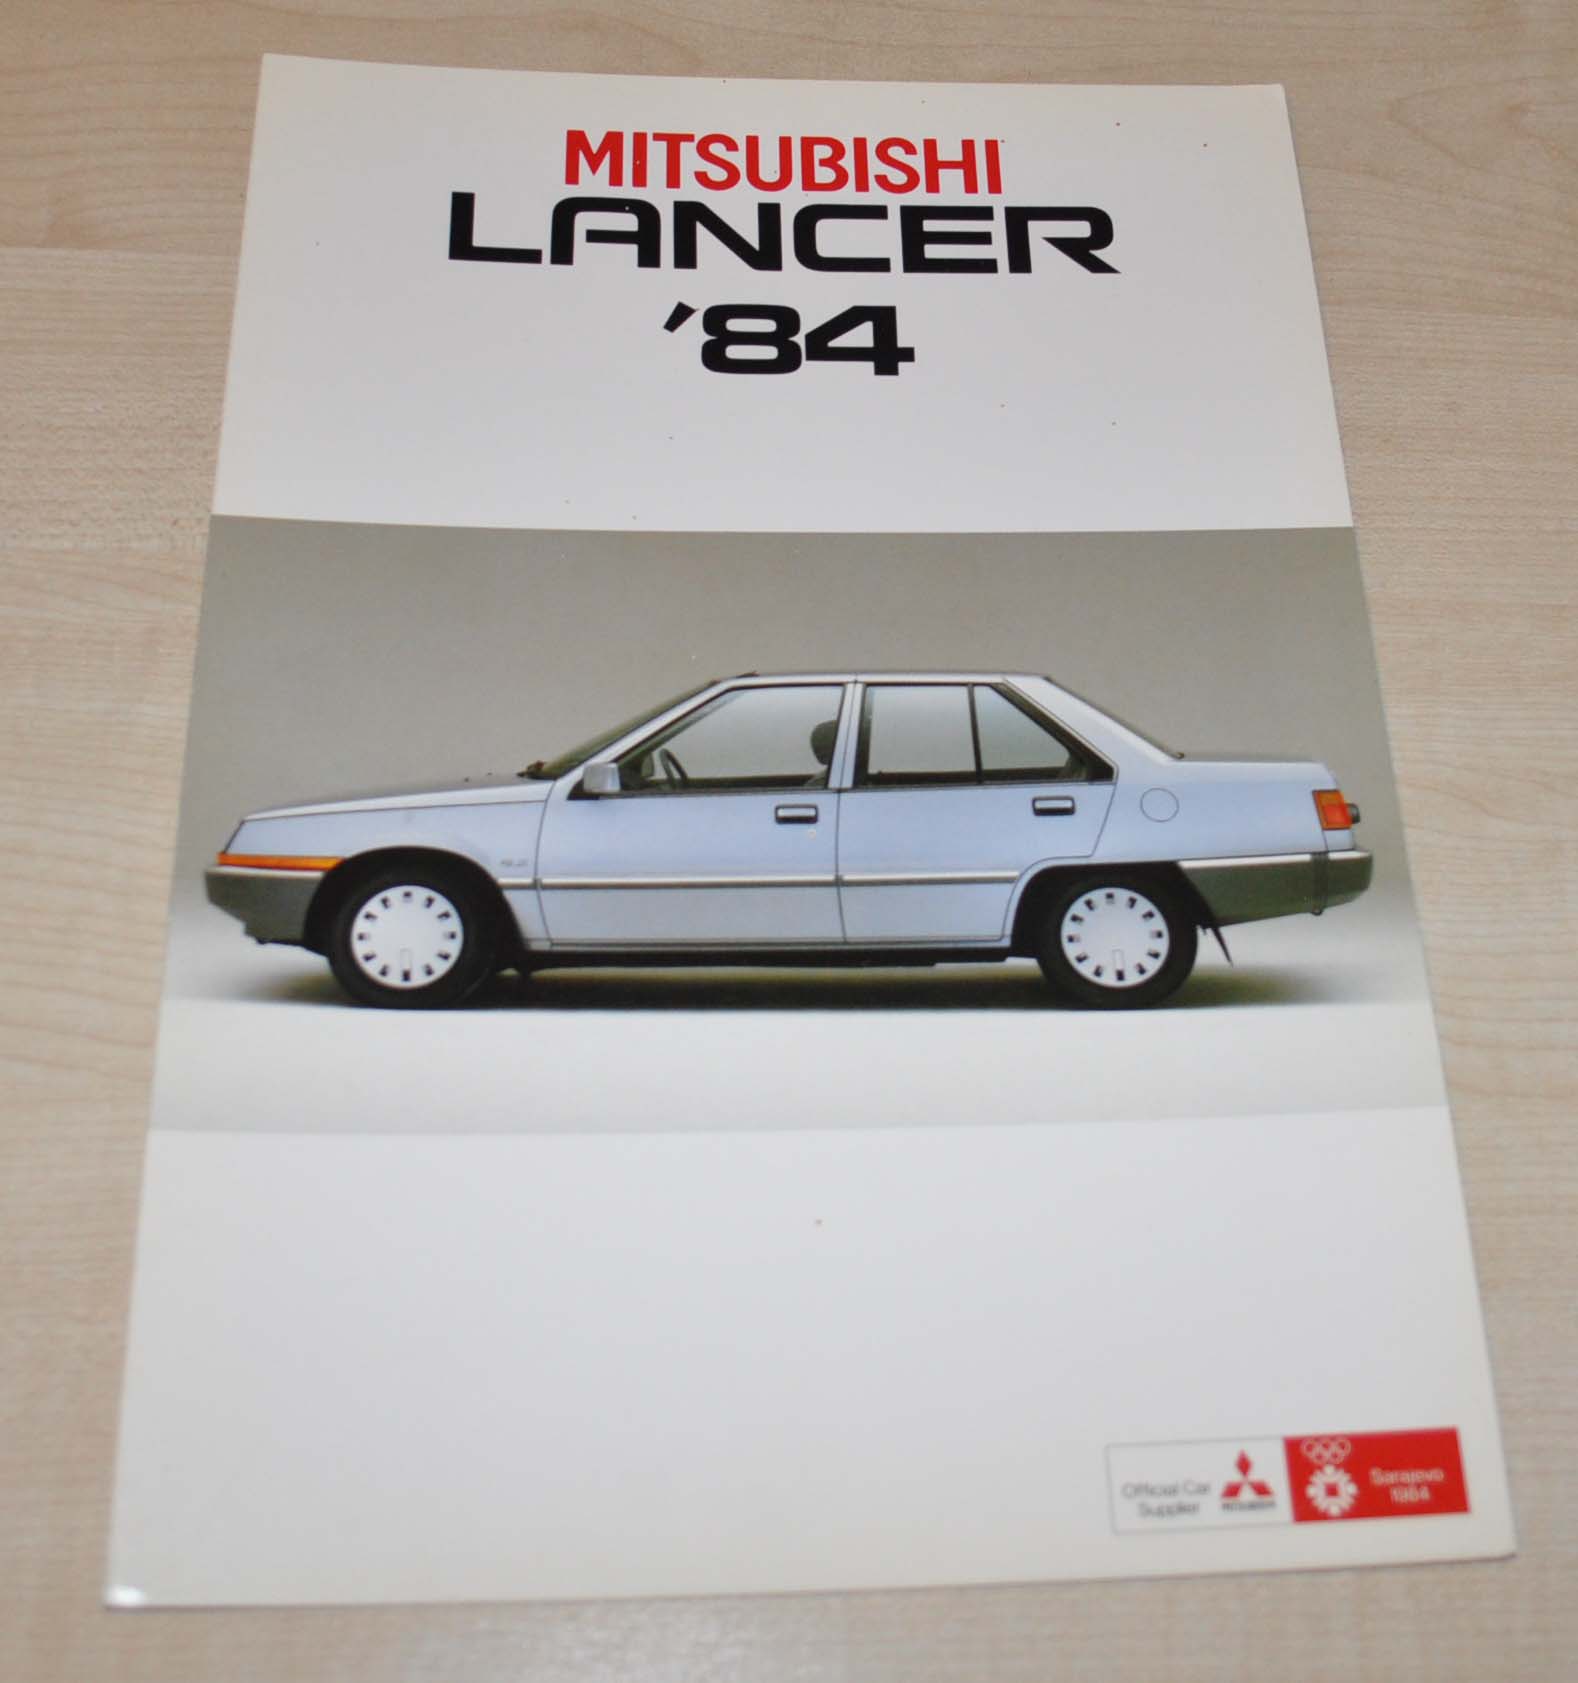 MITSUBISHI
LANCER
'84
Official Car
Supplier
MITSUBISHI
Sarajevo
1984